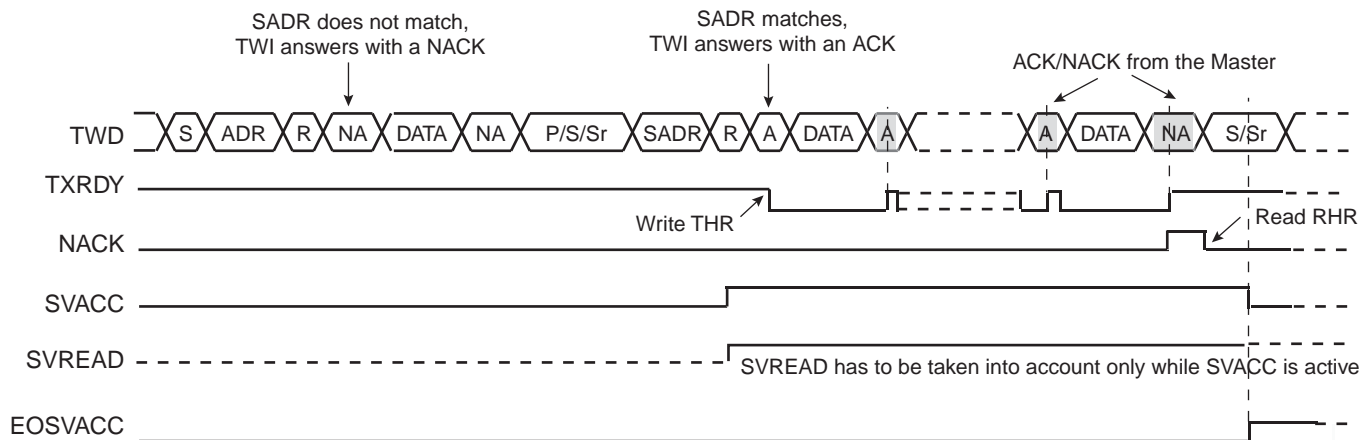 SADR does not match,
TWI answers with a NACK
SADR matches,
TWI answers with an ACK
ACK/NACK from the Master
TWD S ADR R NA DATA NA P/S/Sr SADR R A DATA A A DATA NA S/Sr
TXRDY
Write THR
Read RHR
NACK
SVACC
SVREAD
SVREAD has to be taken into account only while SVACC is active
EOSVACC